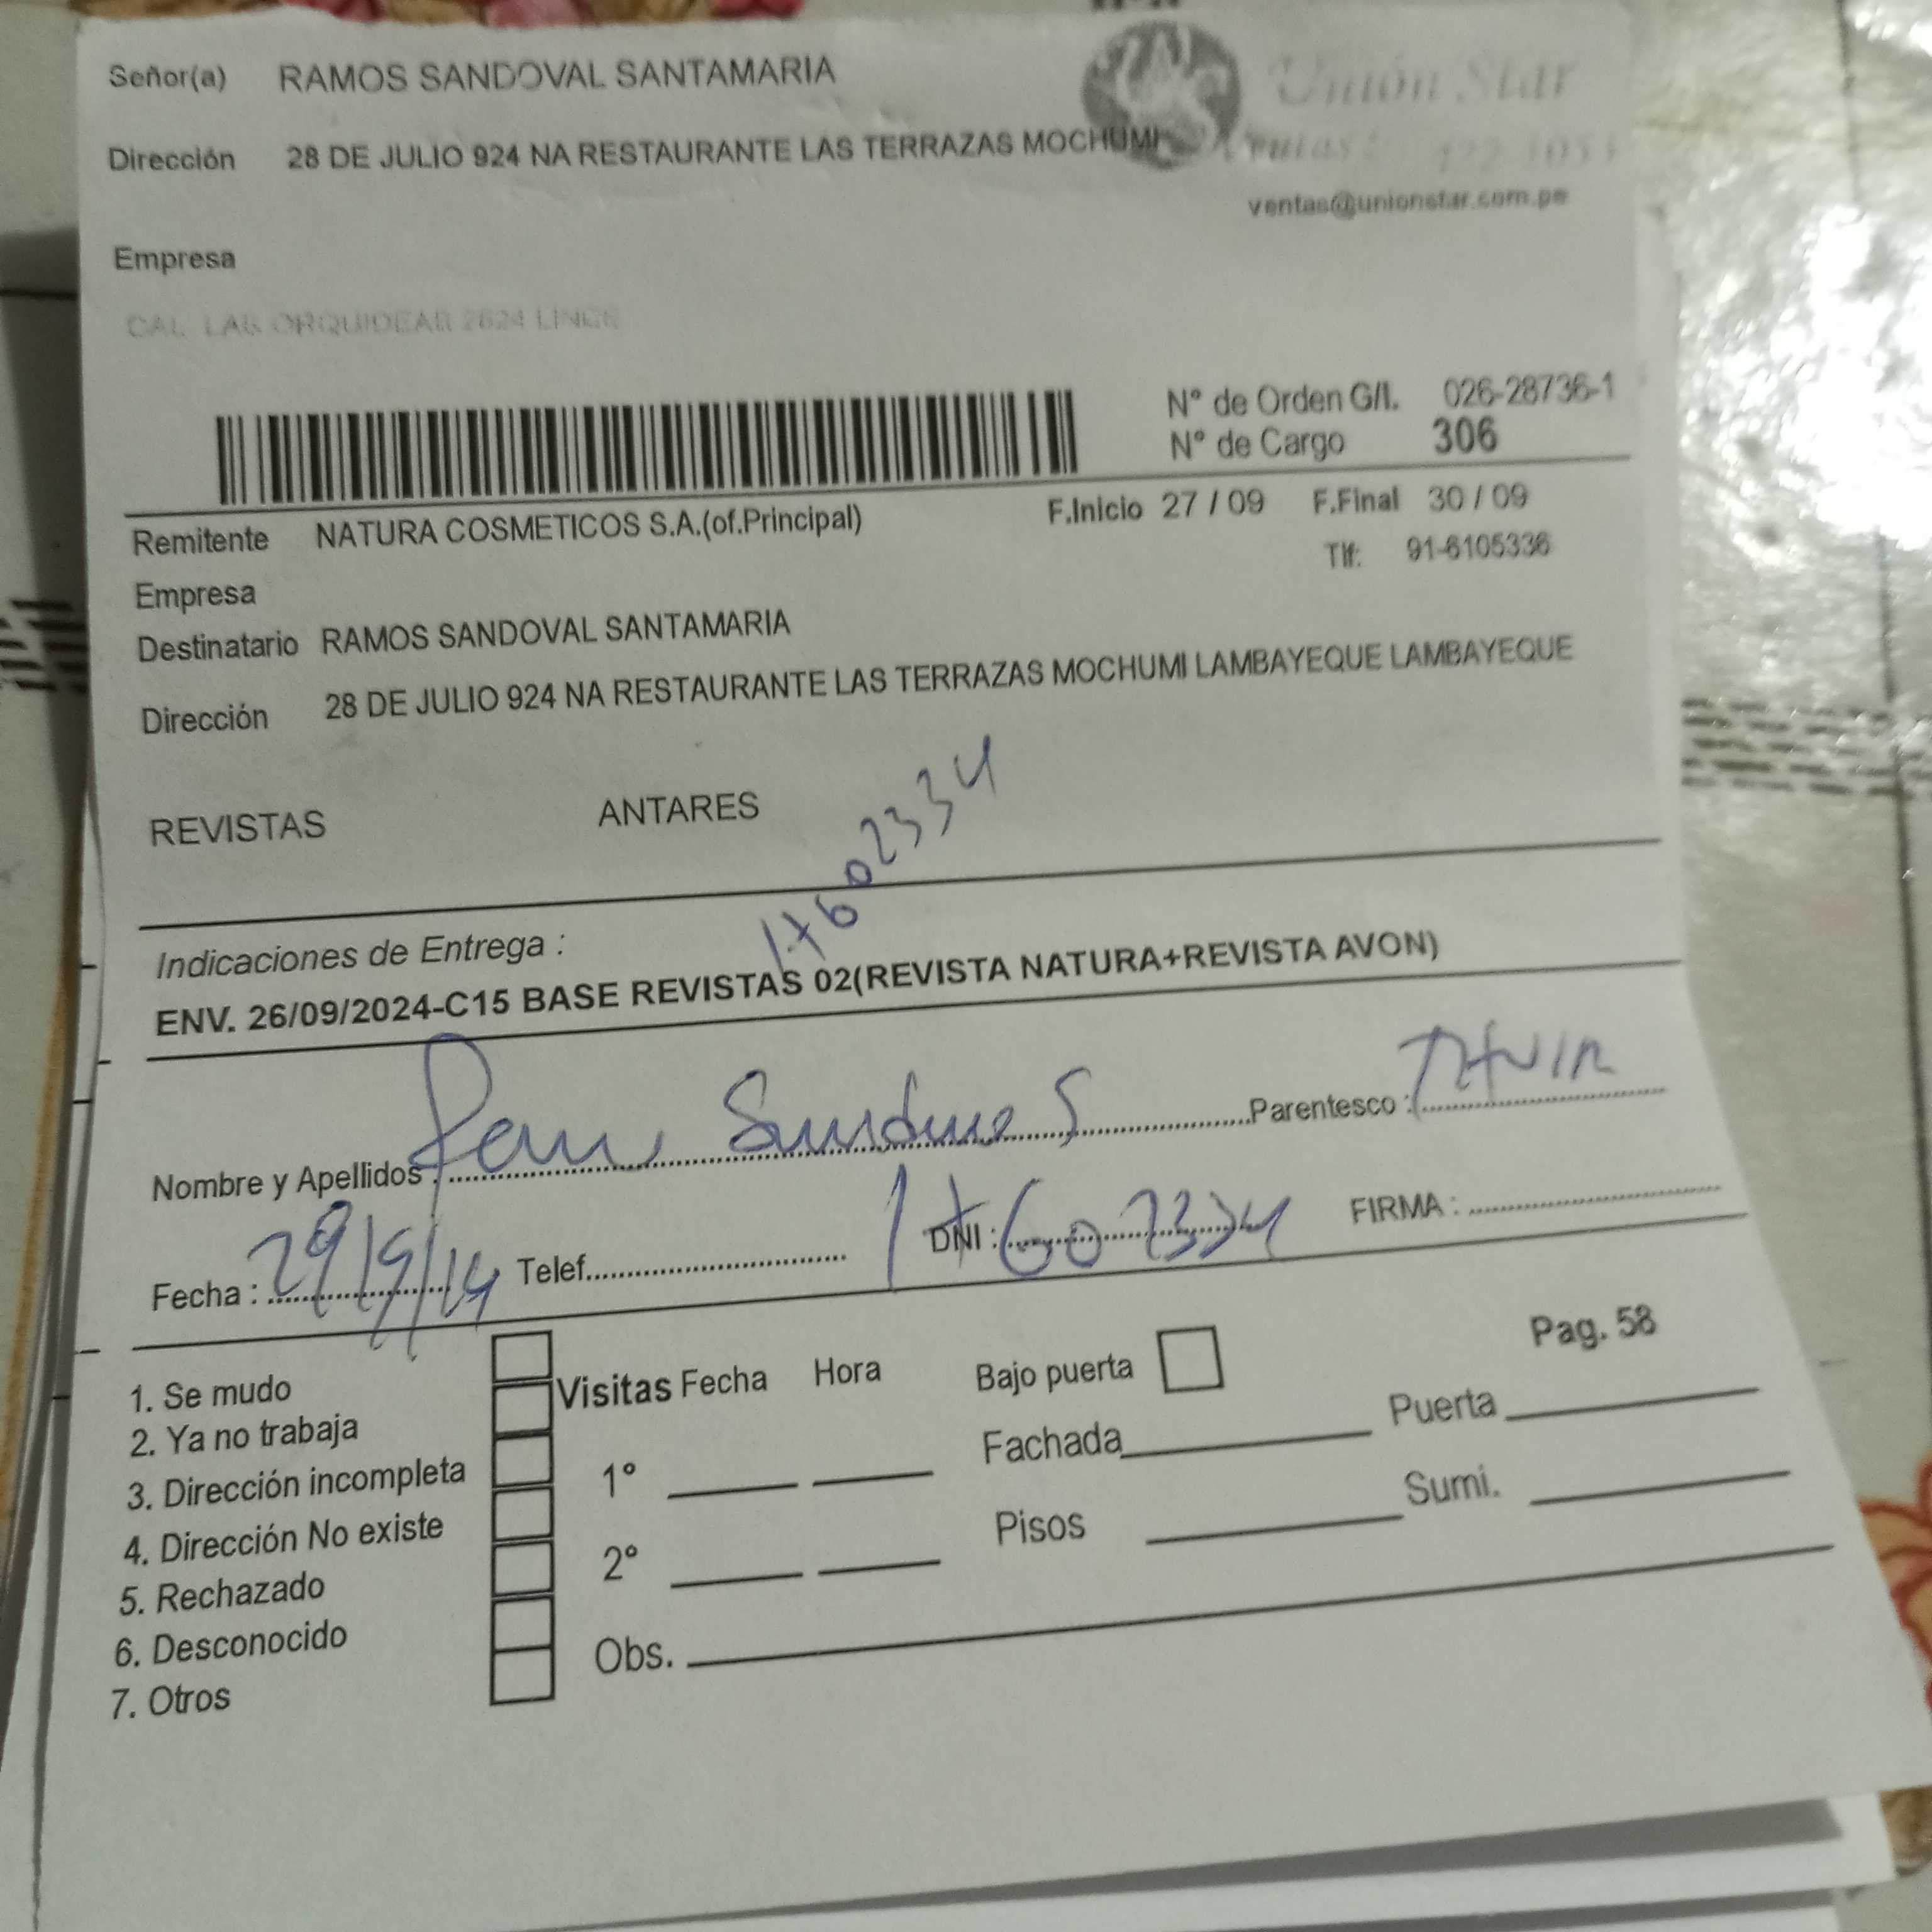 Señor(a) RAMOS SANDOVAL SANTAMARIA
Unión Star
Dirección 28 DE JULIO 924 NA RESTAURANTE LAS TERRAZAS MOCHUMI
ventas@unionstar.com.pe
Empresa
CAL. LAS ORQUIDEAS 2624 LINCE
N° de Orden G/I. 026-28736-1
N° de Cargo 306
Remitente NATURA COSMETICOS S.A.(of.Principal) F.Inicio 27 / 09 F.Final 30 / 09
Tlf: 91-6105336
Empresa
Destinatario RAMOS SANDOVAL SANTAMARIA
Dirección 28 DE JULIO 924 NA RESTAURANTE LAS TERRAZAS MOCHUMI LAMBAYEQUE LAMBAYEQUE
REVISTAS ANTARES
17602334
Indicaciones de Entrega :
ENV. 26/09/2024-C15 BASE REVISTAS 02(REVISTA NATURA+REVISTA AVON)
Nombre y Apellidos : Parentesco :
Fecha : Telef. DNI : 17602334 FIRMA :
Pag. 58
1. Se mudo
2. Ya no trabaja
3. Dirección incompleta
4. Dirección No existe
5. Rechazado
6. Desconocido
7. Otros
Visitas Fecha Hora
1°
2°
Obs.
Bajo puerta
Fachada Puerta
Pisos Sumi.